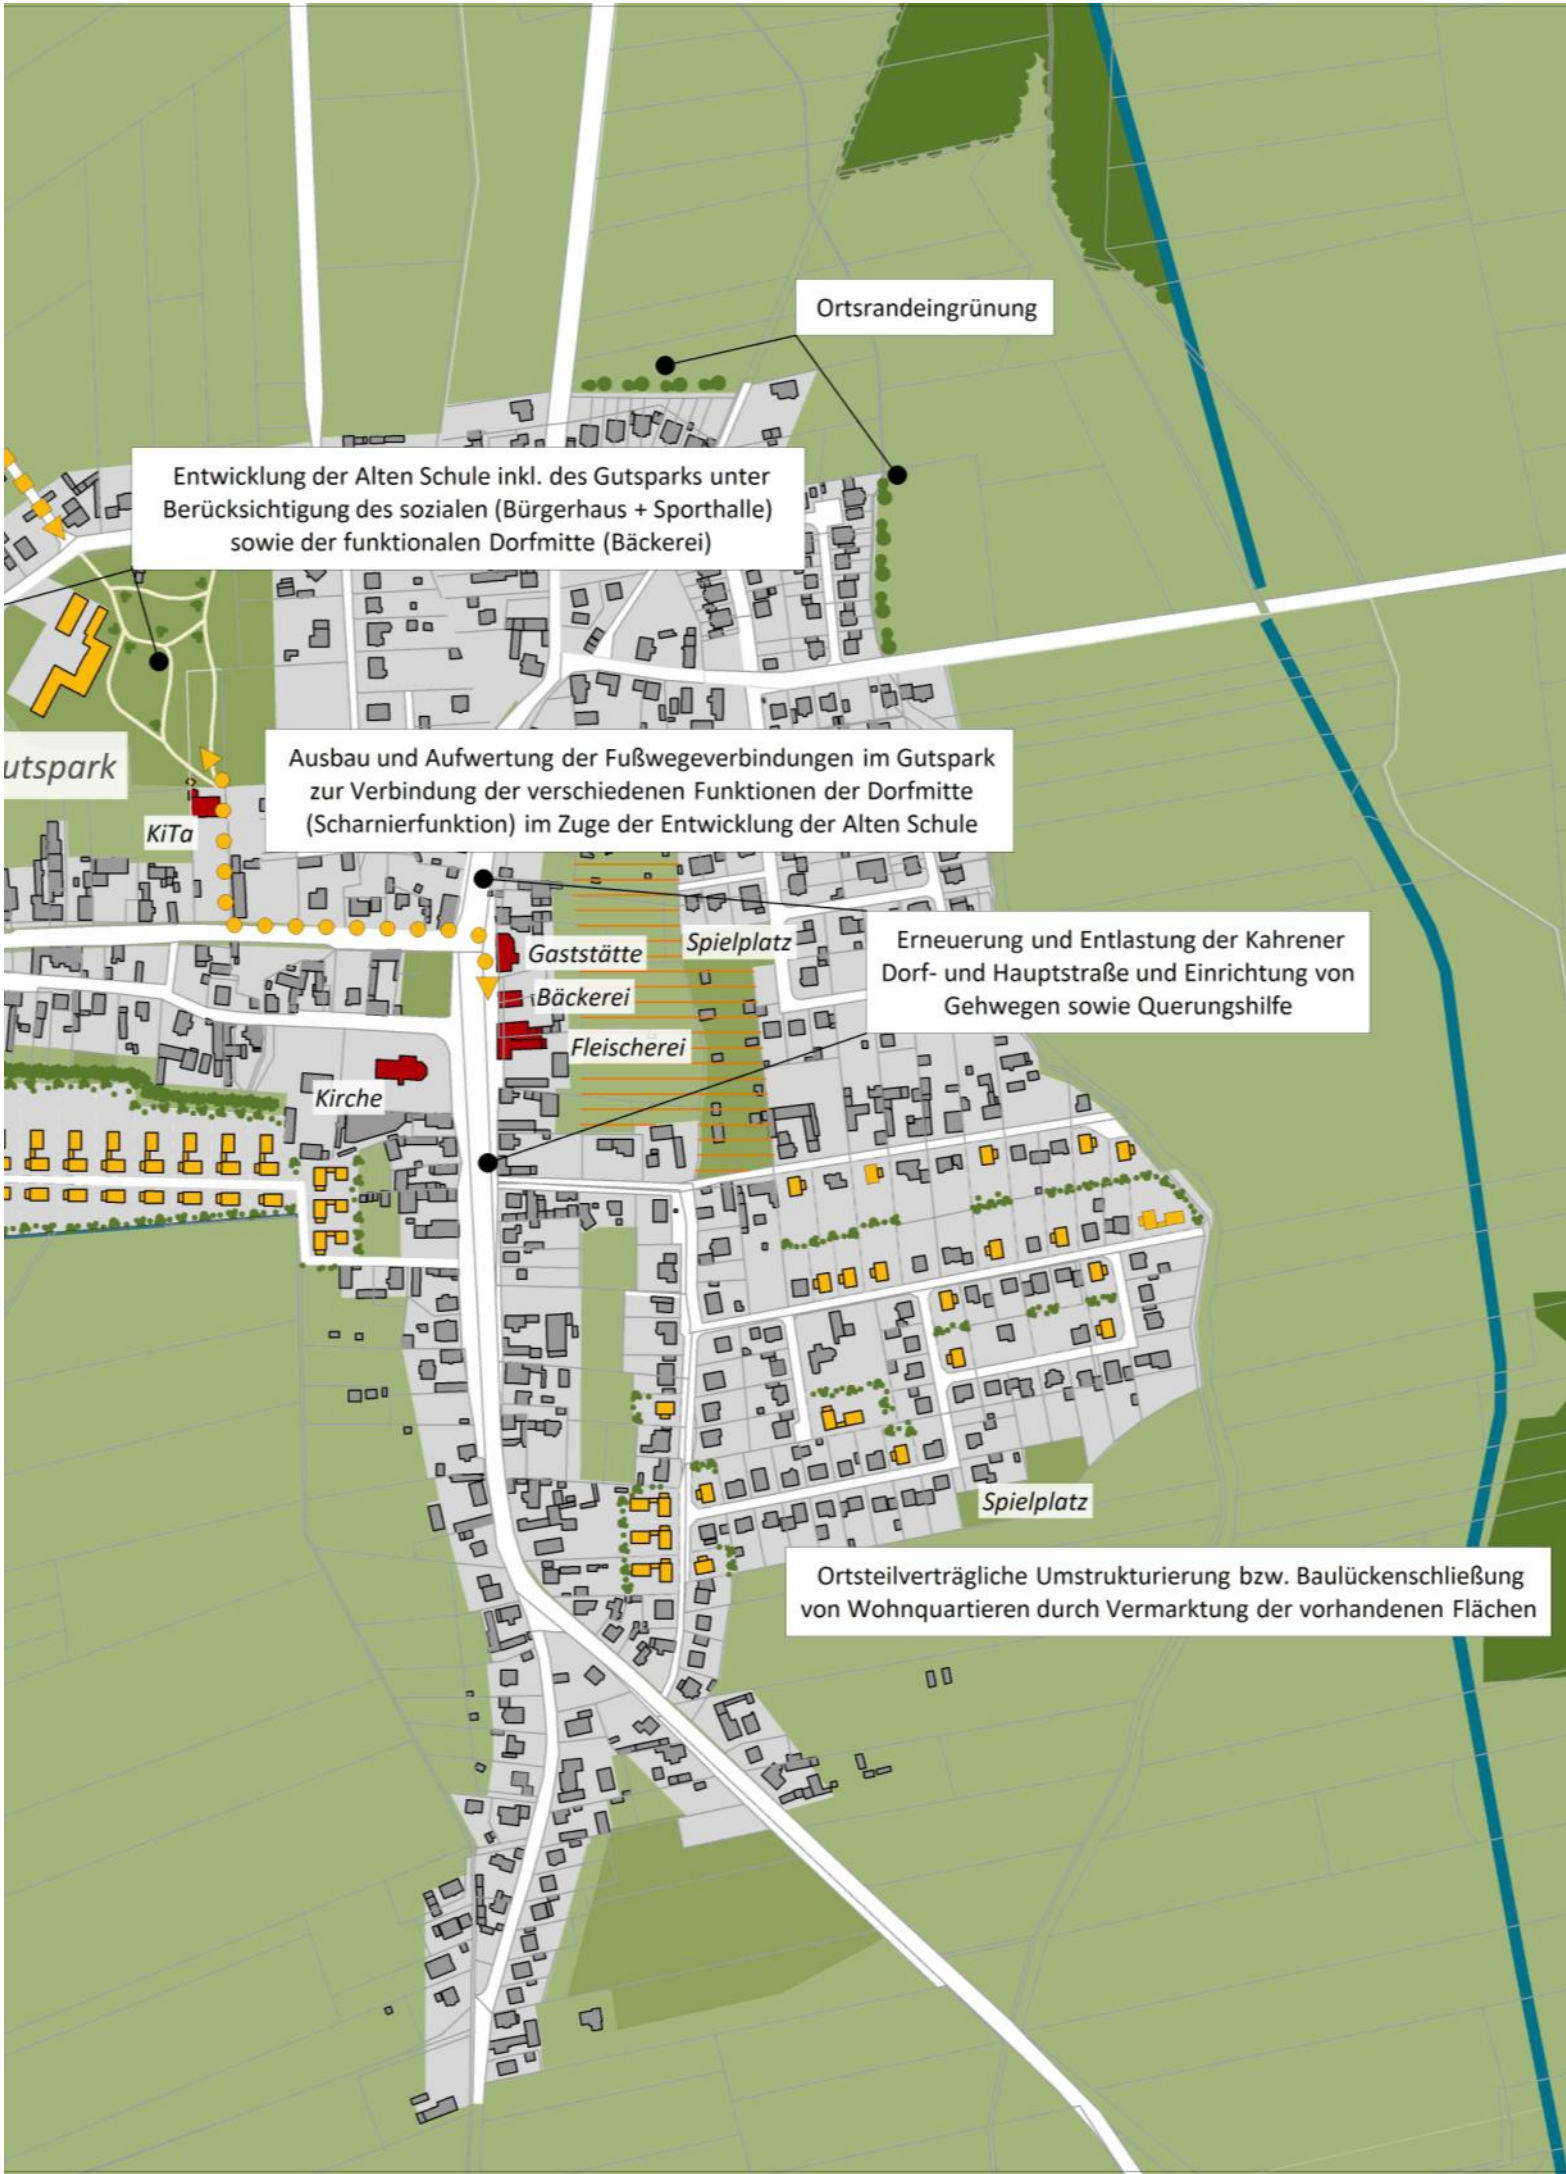 Ortsrandeingrünung
Entwicklung der Alten Schule inkl. des Gutsparks unter
Berücksichtigung des sozialen (Bürgerhaus + Sporthalle)
sowie der funktionalen Dorfmitte (Bäckerei)
utspark
Ausbau und Aufwertung der Fußwegeverbindungen im Gutspark
zur Verbindung der verschiedenen Funktionen der Dorfmitte
(Scharnierfunktion) im Zuge der Entwicklung der Alten Schule
KiTa
Gaststätte
Spielplatz
Erneuerung und Entlastung der Kahrener
Dorf- und Hauptstraße und Einrichtung von
Gehwegen sowie Querungshilfe
Bäckerei
Fleischerei
Kirche
Spielplatz
Ortsteilverträgliche Umstrukturierung bzw. Baulückenschließung
von Wohnquartieren durch Vermarktung der vorhandenen Flächen